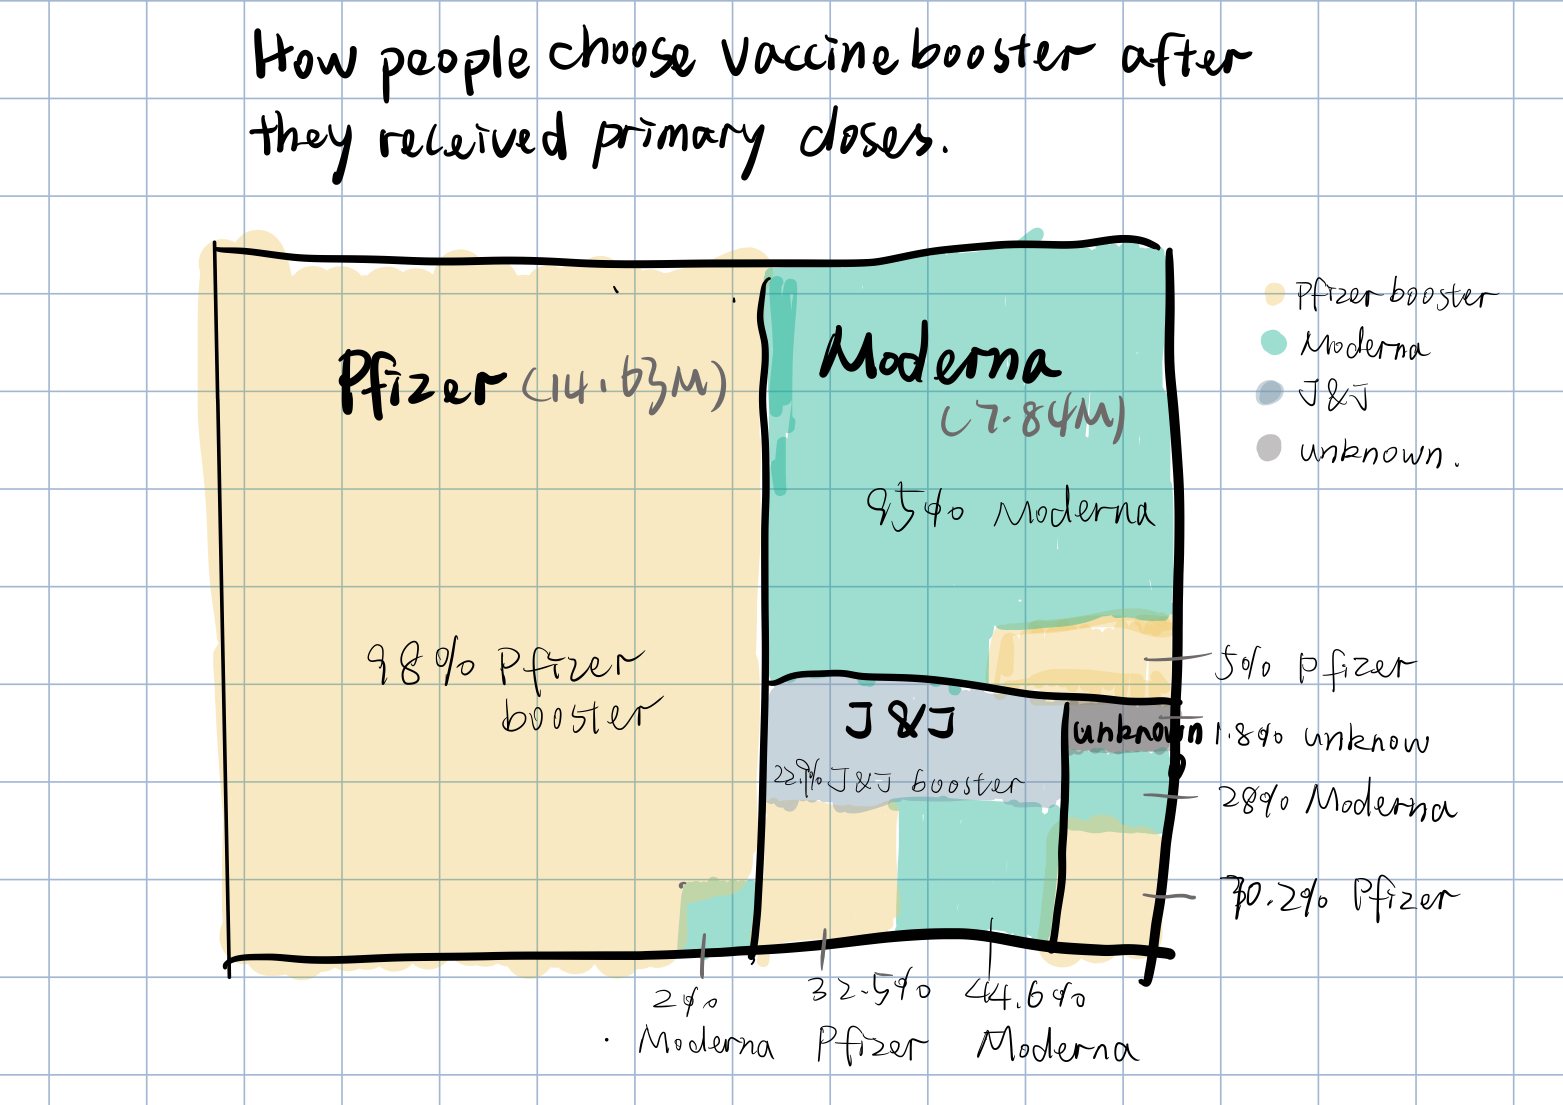 How people choose vaccine booster after
they received primary doses.
Pfizer (14.63M)
98% Pfizer
booster
Moderna
(7.84M)
95% Moderna
J&J
22.9% J&J booster
unknown
Pfizer booster
Moderna
J&J
unknown.
5% Pfizer
1.8% unknow
28% Moderna
70.2% Pfizer
2%
Moderna
32.5%
Pfizer
44.6%
Moderna